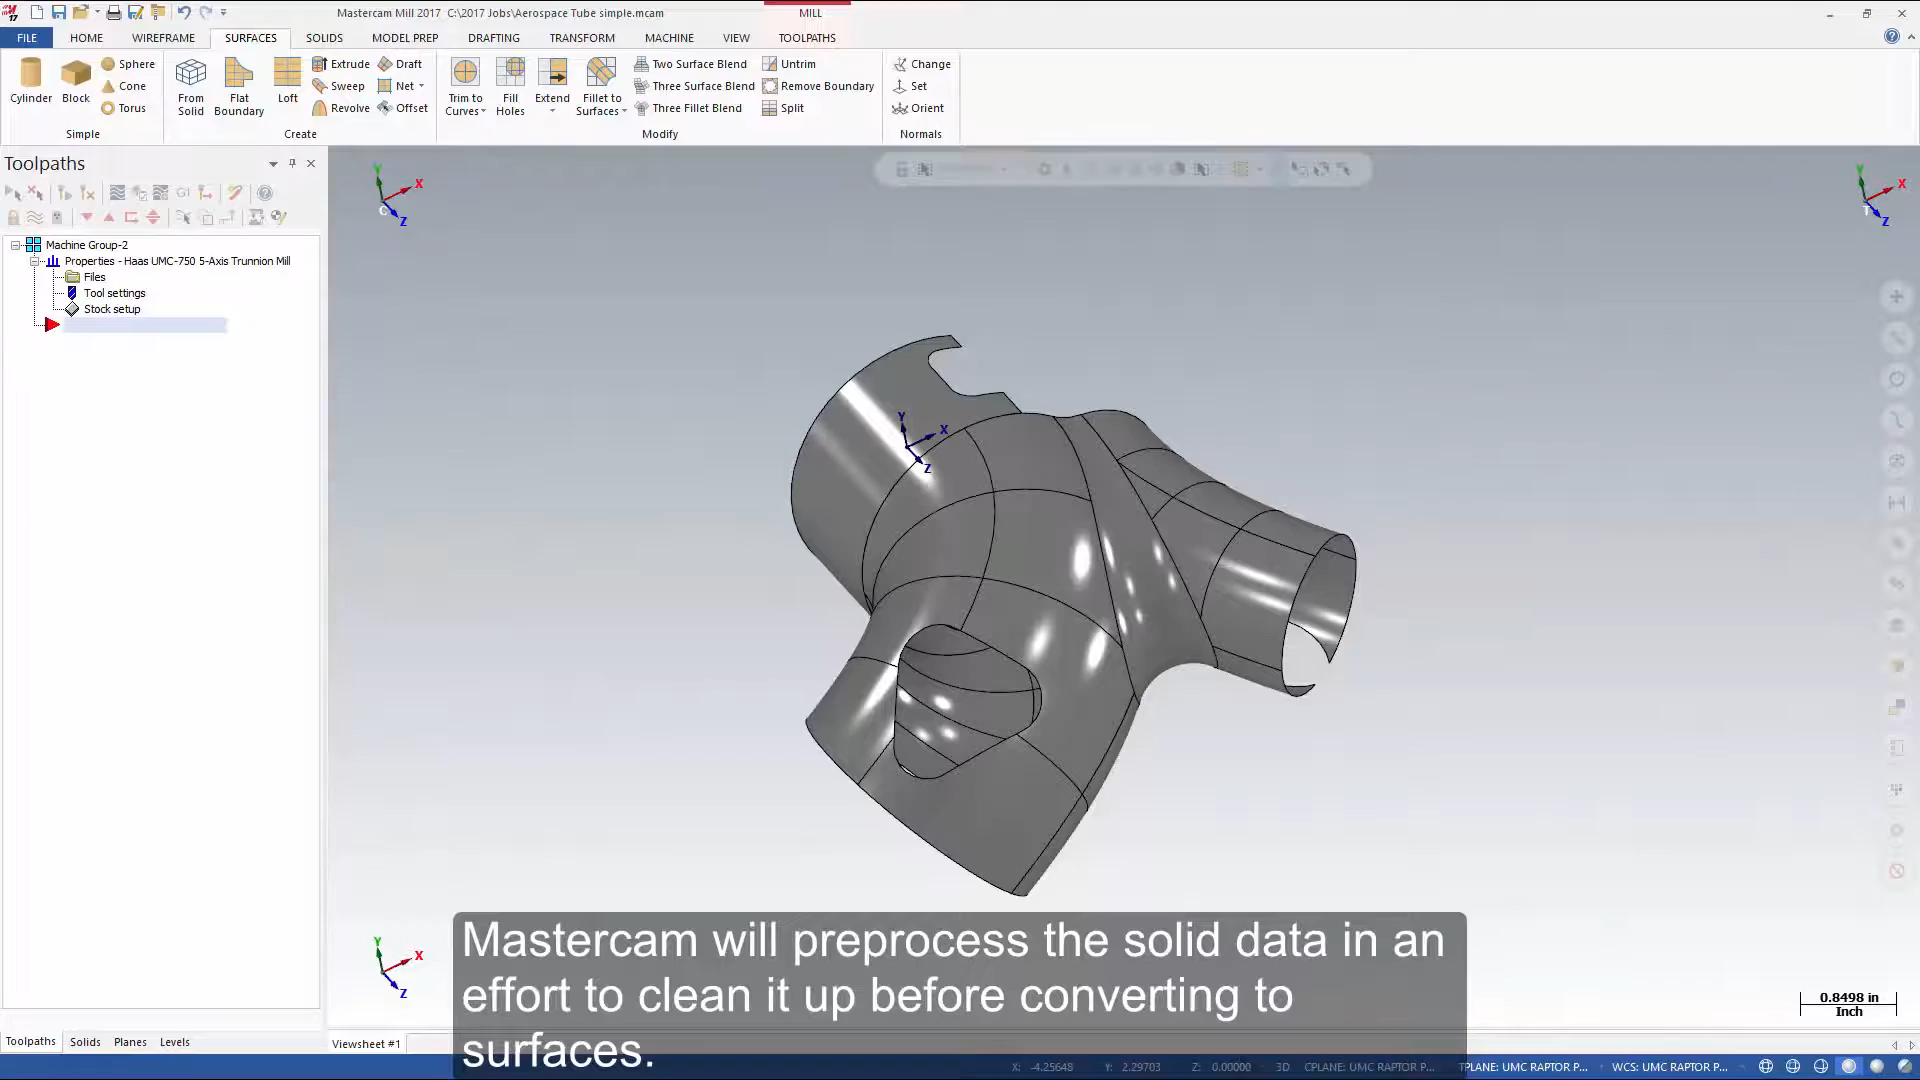 Mastercam Mill 2017 C:\2017 Jobs\Aerospace Tube simple.mcam
MILL
FILE HOME WIREFRAME SURFACES SOLIDS MODEL PREP DRAFTING TRANSFORM MACHINE VIEW TOOLPATHS
Cylinder Block Sphere Cone Torus
Simple
From Solid Flat Boundary Loft Extrude Sweep Revolve Draft Net Offset
Create
Trim to Curves Fill Holes Extend Fillet to Surfaces Two Surface Blend Three Surface Blend Three Fillet Blend Untrim Remove Boundary Split
Modify
Change Set Orient
Normals
Toolpaths
G1
Machine Group-2
Properties - Haas UMC-750 5-Axis Trunnion Mill
Files
Tool settings
Stock setup
Y X Z C
Y X Z T
Y X Z
Y X Z
Mastercam will preprocess the solid data in an
effort to clean it up before converting to
surfaces.
0.8498 in
Inch
Toolpaths Solids Planes Levels
Viewsheet #1
X: -4.25648 Y: 2.29703 Z: 0.00000 3D CPLANE: UMC RAPTOR P... TPLANE: UMC RAPTOR P... WCS: UMC RAPTOR P...